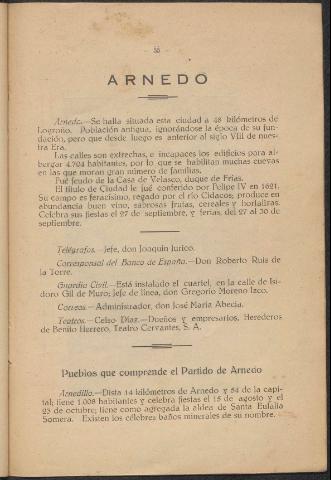 - 55 -
ARNEDO
Arnedo.—Se halla situada esta ciudad a 48 kilómetros de
Logroño. Población antigua, ignorándose la época de su fun-
dación, pero que desde luego es anterior al siglo VIII de nues-
tra Era.
Las calles son extrechas, e incapaces los edificios para al-
bergar 4.704 habitantes, por lo que se habilitan muchas cuevas
en las que moran gran número de familias.
Fué feudo de la Casa de Velasco, duque de Frías.
El título de Ciudad le jué conferido por Felipe IV en 1621.
Su campo es feracísimo, regado por el río Cidacos; produce en
abundancia buen vino, sabrosas frutas, cereales y hortalizas.
Celebra sus fiestas el 27 de septiembre, y ferias, del 27 al 30 de
septiembre.
Telégrafos.—Jefe, don Joaquín Iurico.
Corresponsal del Banco de España.—Don Roberto Ruis de
la Torre.
Guardia Civil.—Está instalado el cuartel, en la calle de Isi-
doro Gil de Muro; jefe de línea, don Gregorio Moreno Izco.
Correos.—Administrador, don José María Abecia.
Teatros.—Celso Díaz.—Dueños y empresarios, Herederos
de Benito Herrero, Teatro Cervantes, S. A.
Pueblos que comprende el Partido de Arnedo
Arnedillo.—Dista 14 kilómetros de Arnedo y 54 de la capi-
tal; tiene 1.008 habitantes y celebra fiestas el 15 de agosto y el
23 de octubre; tiene como agregada la aldea de Santa Eulalia
Somera. Existen los célebres baños minerales de su nombre.